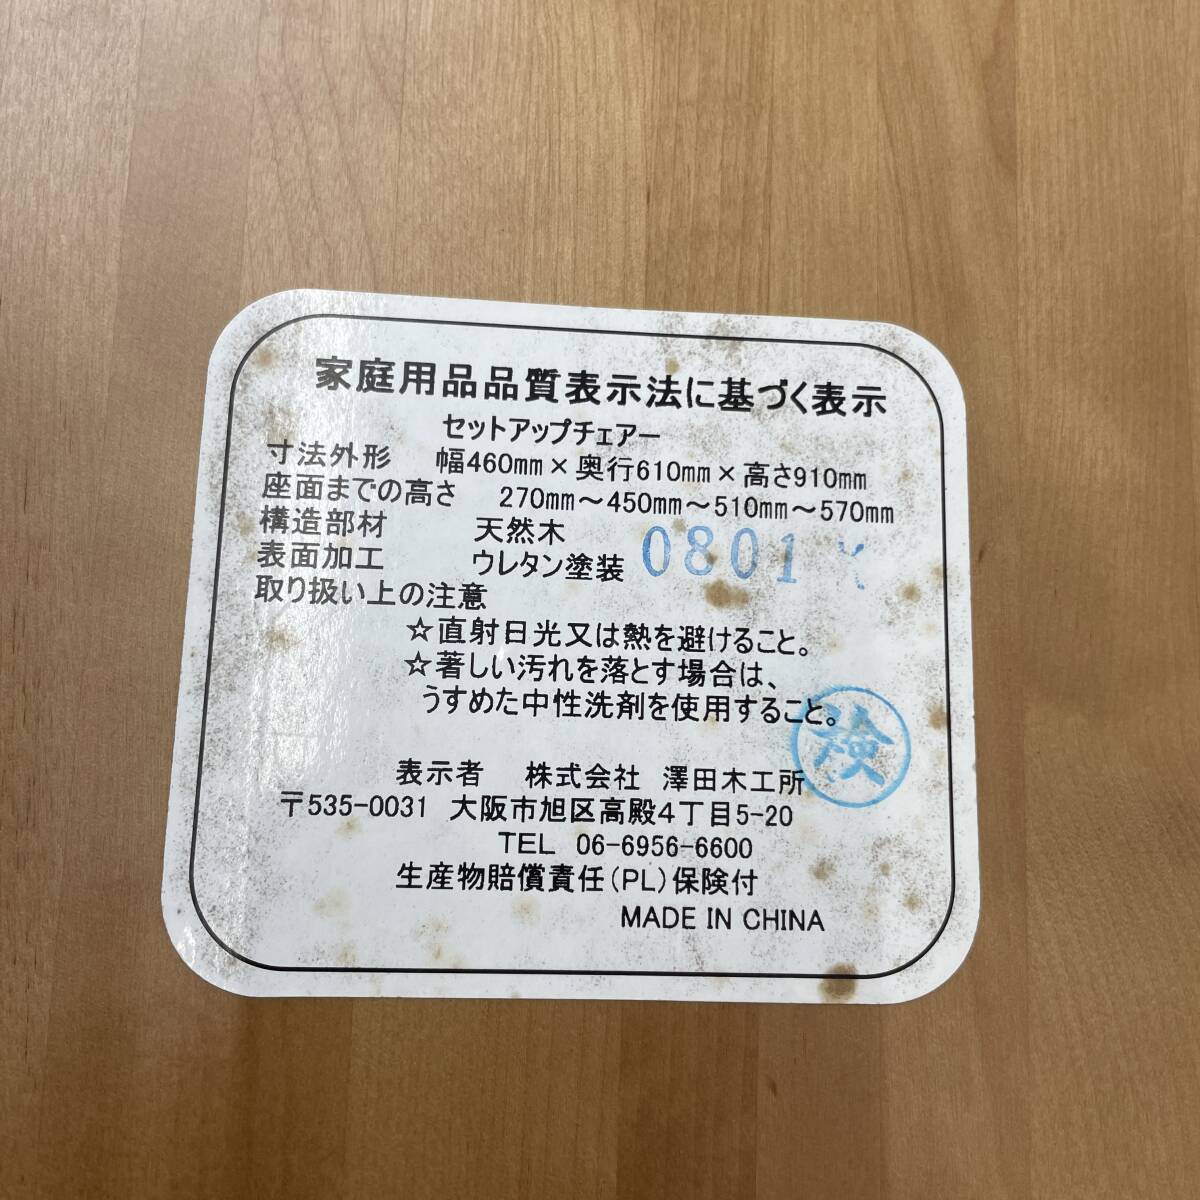 家庭用品品質表示法に基づく表示
セットアップチェアー
寸法外形 幅460mm×奥行610mm×高さ910mm
座面までの高さ 270mm～450mm～510mm～570mm
構造部材 天然木
表面加工 ウレタン塗装 0801
取り扱い上の注意
☆直射日光又は熱を避けること。
☆著しい汚れを落とす場合は、
うすめた中性洗剤を使用すること。
検
表示者 株式会社 澤田木工所
〒535-0031 大阪市旭区高殿4丁目5-20
TEL 06-6956-6600
生産物賠償責任(PL)保険付
MADE IN CHINA